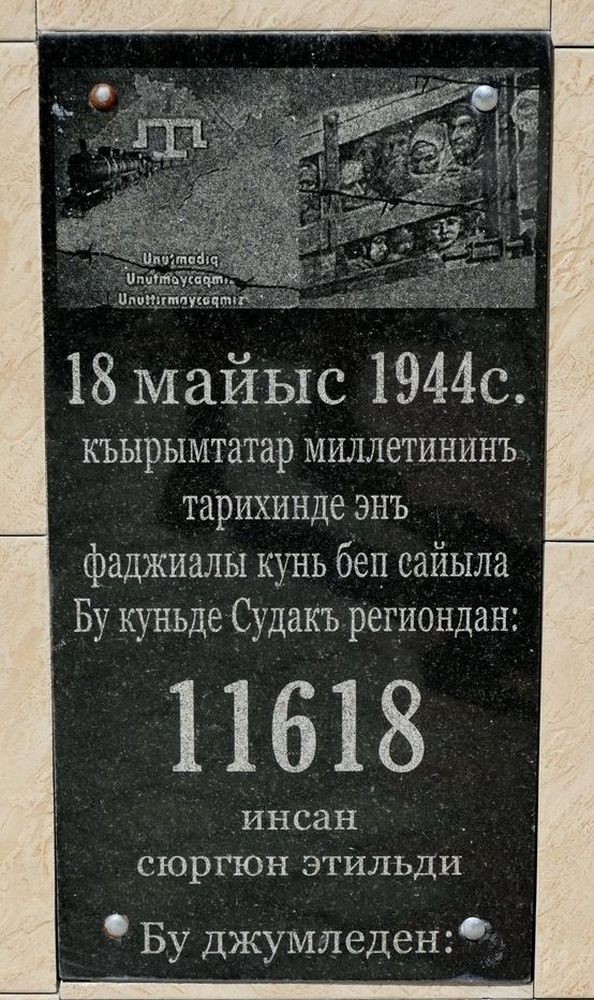 Unutmadıq
Unutmaycaqmız
Unutturmaycaqmız
18 майыс 1944с.
къырымтатар миллетининъ
тарихинде энъ
фаджиалы кунь беп сайыла
Бу куньде Судакъ региондан:
11618
инсан
сюргюн этильди
Бу джумледен: